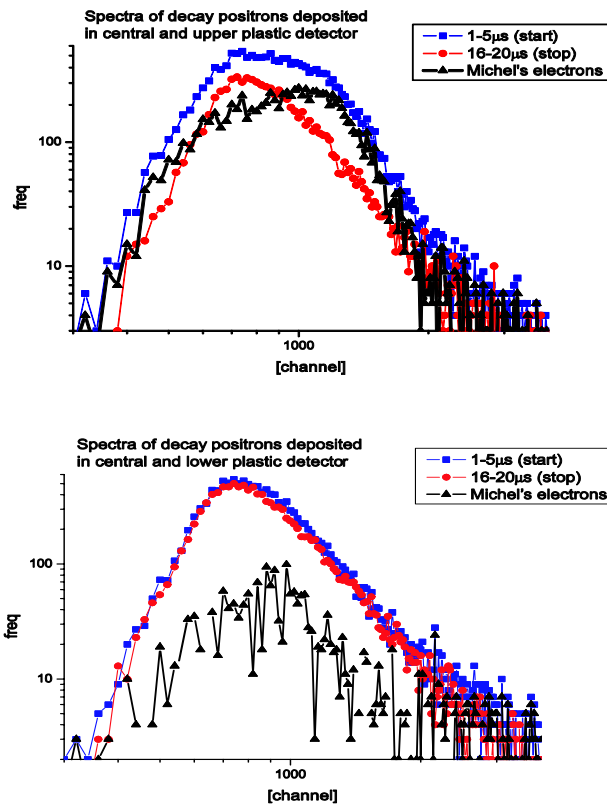 Spectra of decay positrons deposited
in central and upper plastic detector
1-5µs (start)
16-20µs (stop)
Michel's electrons
100
10
freq
1000
[channel]
Spectra of decay positrons deposited
in central and lower plastic detector
1-5µs (start)
16-20µs (stop)
Michel's electrons
100
10
freq
1000
[channel]